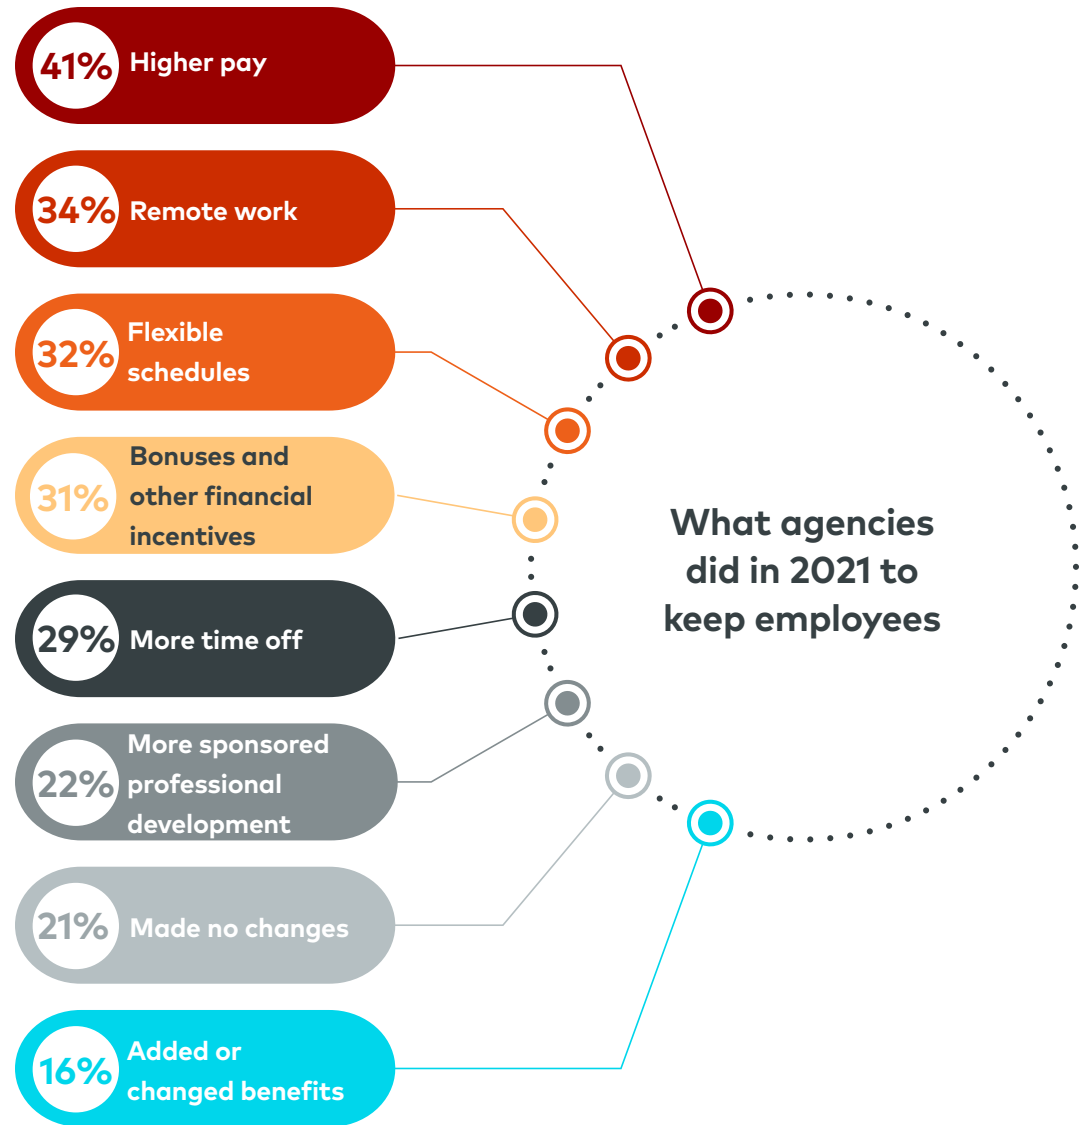 41% Higher pay
34% Remote work
32% Flexible
schedules
31% Bonuses and
other financial
incentives
29% More time off
22% More sponsored
professional
development
21% Made no changes
16% Added or
changed benefits
What agencies
did in 2021 to
keep employees